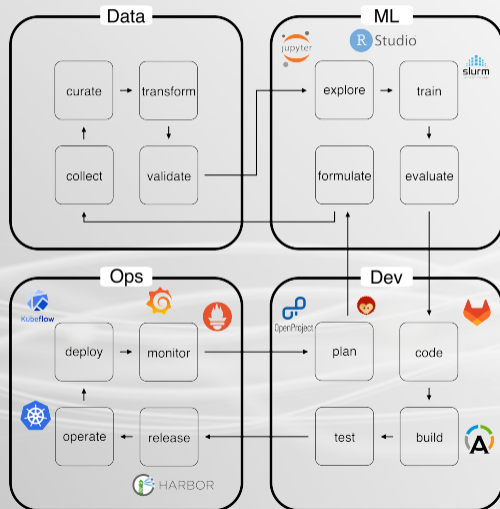 Data
curate
transform
collect
validate
ML
jupyter
R Studio
slurm
explore
train
formulate
evaluate
Ops
Kubeflow
deploy
monitor
operate
release
HARBOR
Dev
OpenProject
plan
code
test
build
A